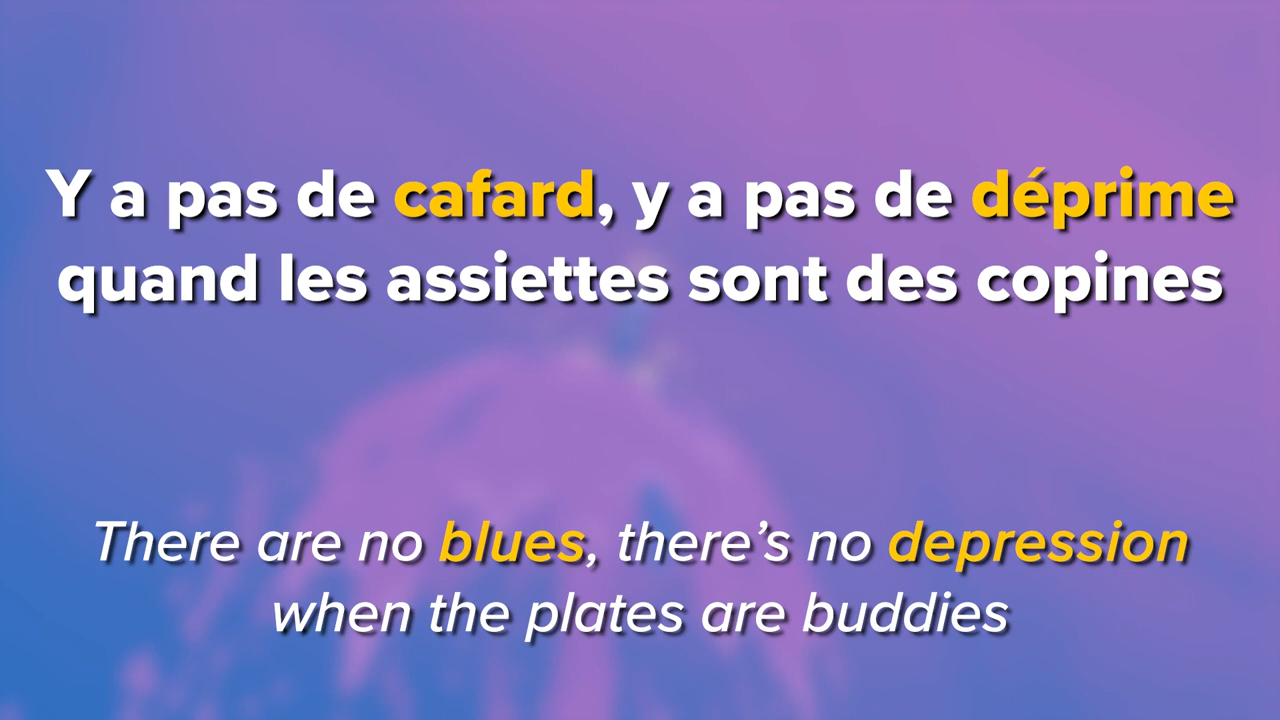 Y a pas de cafard, y a pas de déprime
quand les assiettes sont des copines
There are no blues, there’s no depression
when the plates are buddies